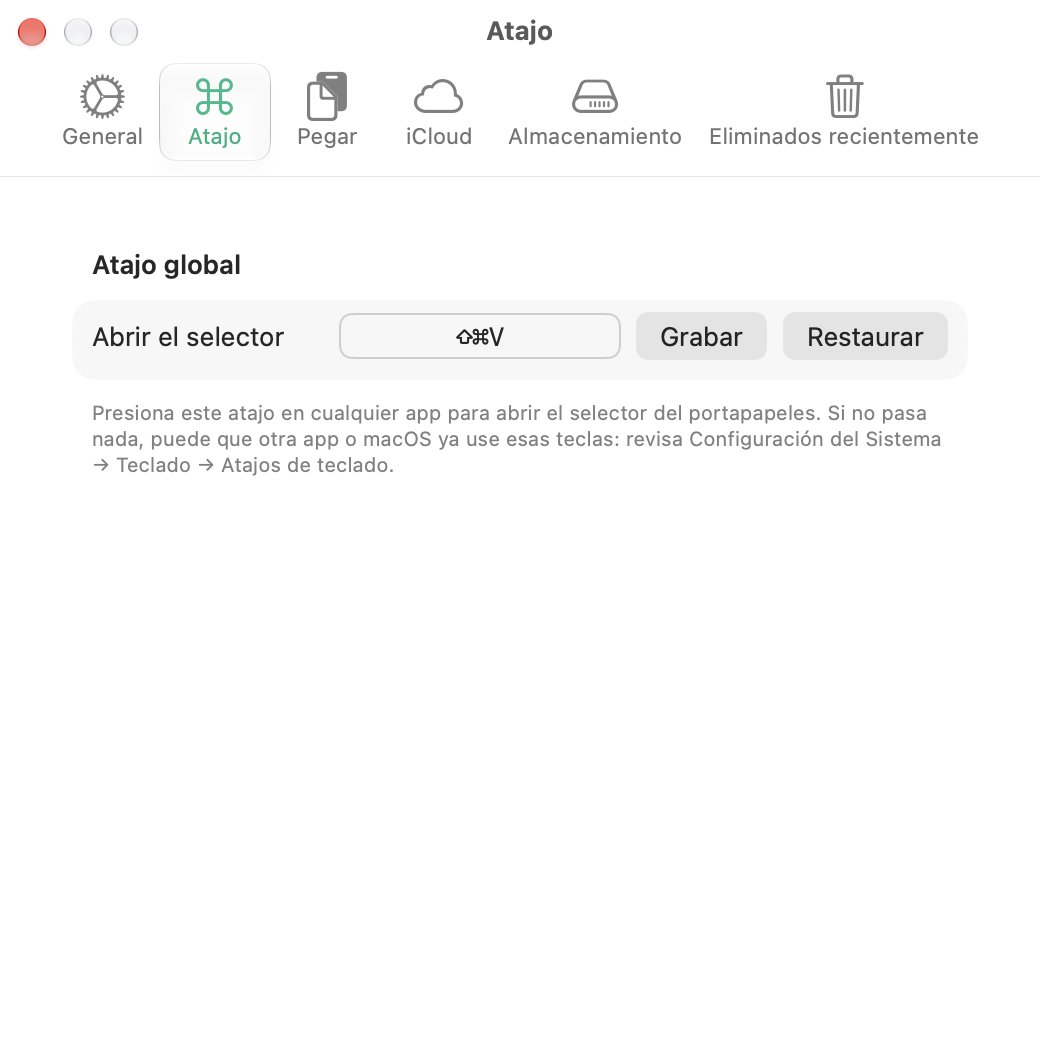 Atajo
General
Atajo
Pegar
iCloud
Almacenamiento
Eliminados recientemente
Atajo global
Abrir el selector
⇧⌘V
Grabar
Restaurar
Presiona este atajo en cualquier app para abrir el selector del portapapeles. Si no pasa
nada, puede que otra app o macOS ya use esas teclas: revisa Configuración del Sistema
→ Teclado → Atajos de teclado.